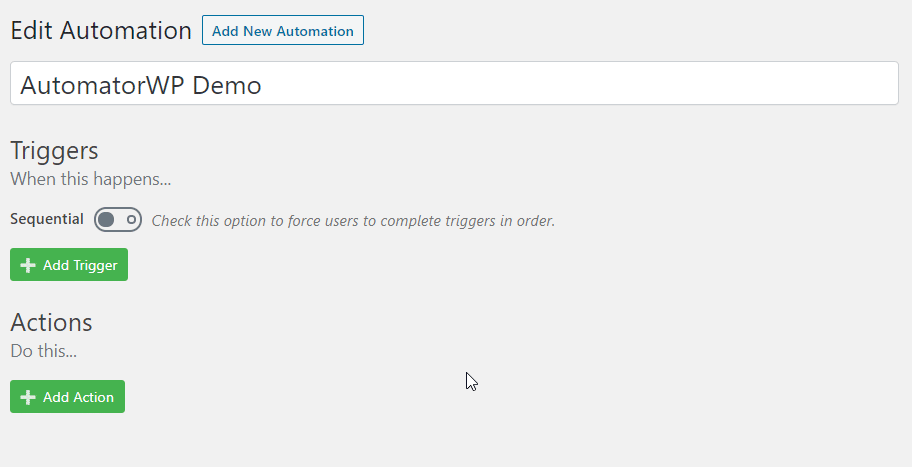 Edit Automation Add New Automation
AutomatorWP Demo
Triggers
When this happens...
Sequential Check this option to force users to complete triggers in order.
Add Trigger
Actions
Do this...
Add Action